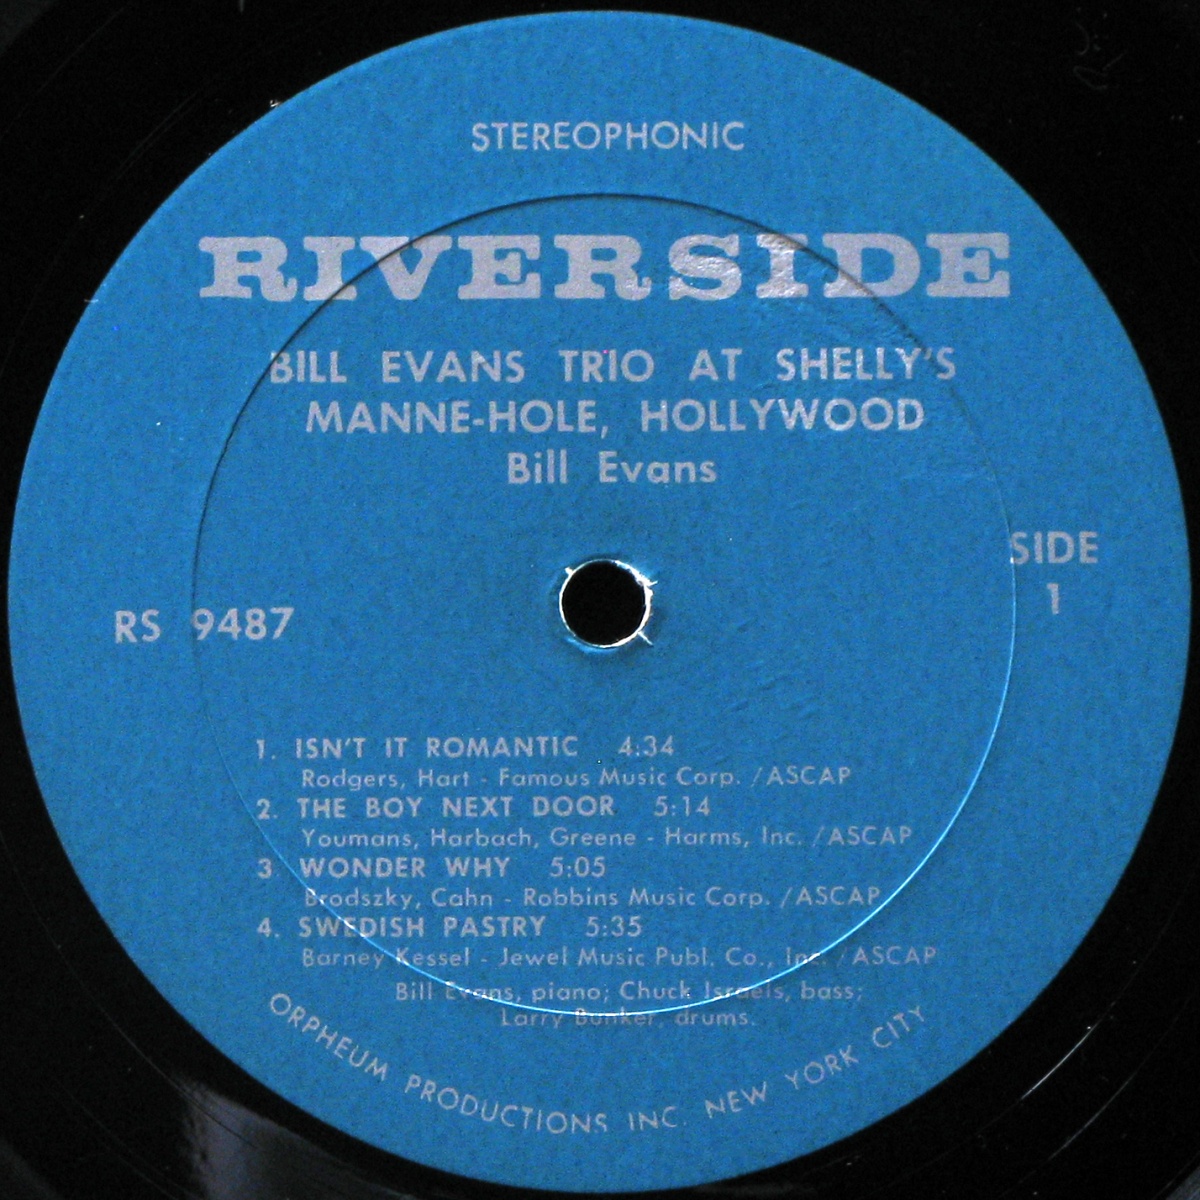 STEREOPHONIC
RIVERSIDE
BILL EVANS TRIO AT SHELLY'S
MANNE-HOLE, HOLLYWOOD
Bill Evans
SIDE
1
RS 9487
1. ISN'T IT ROMANTIC 4:34
Rodgers, Hart - Famous Music Corp. /ASCAP
2. THE BOY NEXT DOOR 5:14
Youmans, Harbach, Greene - Harms, Inc. /ASCAP
3 WONDER WHY 5:05
Brodszky, Cahn - Robbins Music Corp. /ASCAP
4. SWEDISH PASTRY 5:35
Barney Kessel - Jewel Music Publ. Co., Inc. /ASCAP
Bill Evans, piano; Chuck Israels, bass;
Larry Bunker, drums.
ORPHEUM PRODUCTIONS INC. NEW YORK CITY